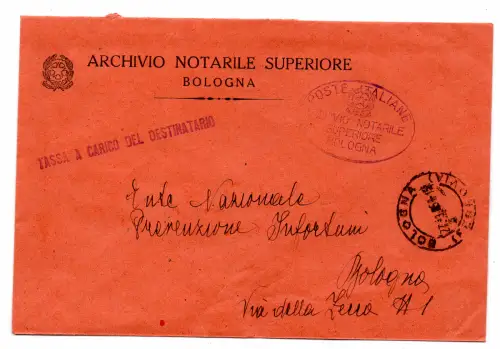 ARCHIVIO NOTARILE SUPERIORE
BOLOGNA
POSTE ITALIANE
NOTARILE
SUPERIORE
BOLOGNA
TASSA A CARICO DEL DESTINATARIO
Ente Nazionale
Prevenzione Infortuni
Bologna
Via della Zecca N 1
BOLOGNA